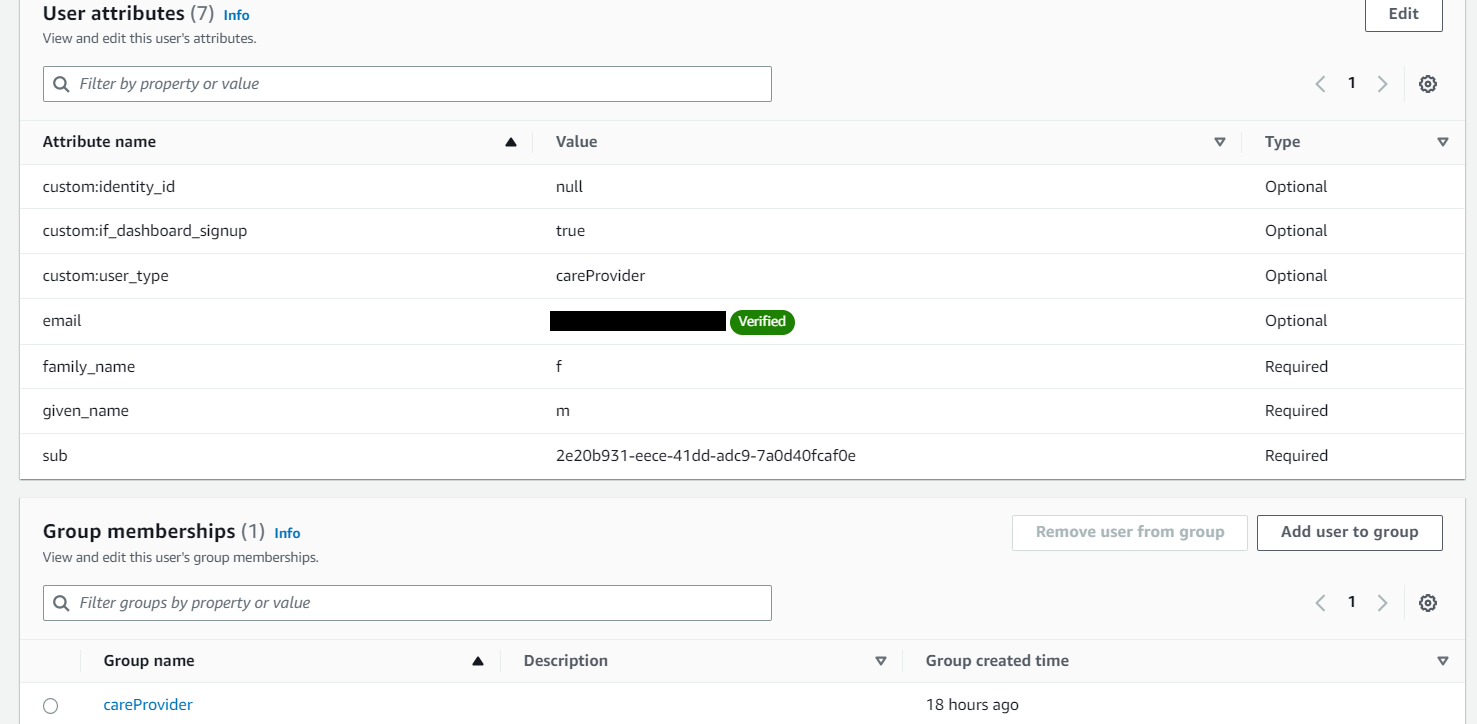 User attributes (7) Info
Edit
View and edit this user's attributes.
Filter by property or value
1
Attribute name Value Type
custom:identity_id null Optional
custom:if_dashboard_signup true Optional
custom:user_type careProvider Optional
email Verified Optional
family_name f Required
given_name m Required
sub 2e20b931-eece-41dd-adc9-7a0d40fcaf0e Required
Group memberships (1) Info
Remove user from group Add user to group
View and edit this user's group memberships.
Filter groups by property or value
1
Group name Description Group created time
careProvider 18 hours ago